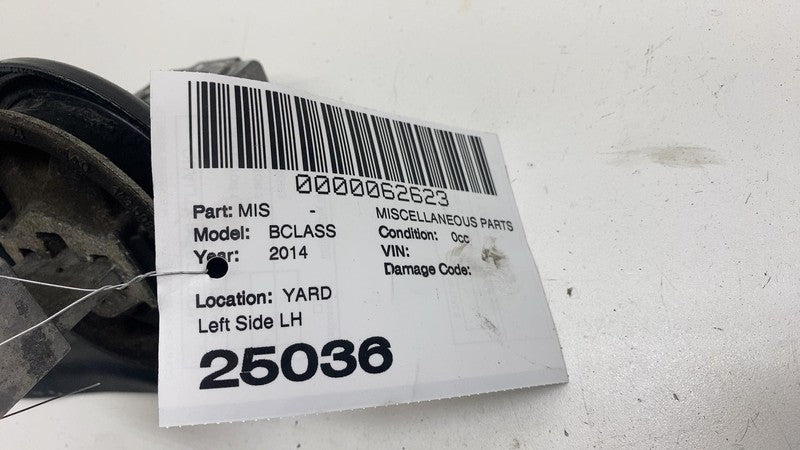 0000062623
Part: MIS - MISCELLANEOUS PARTS
Model: BCLASS Condition: 0cc
Year: 2014 VIN:
Damage Code:
Location: YARD
Left Side LH
25036